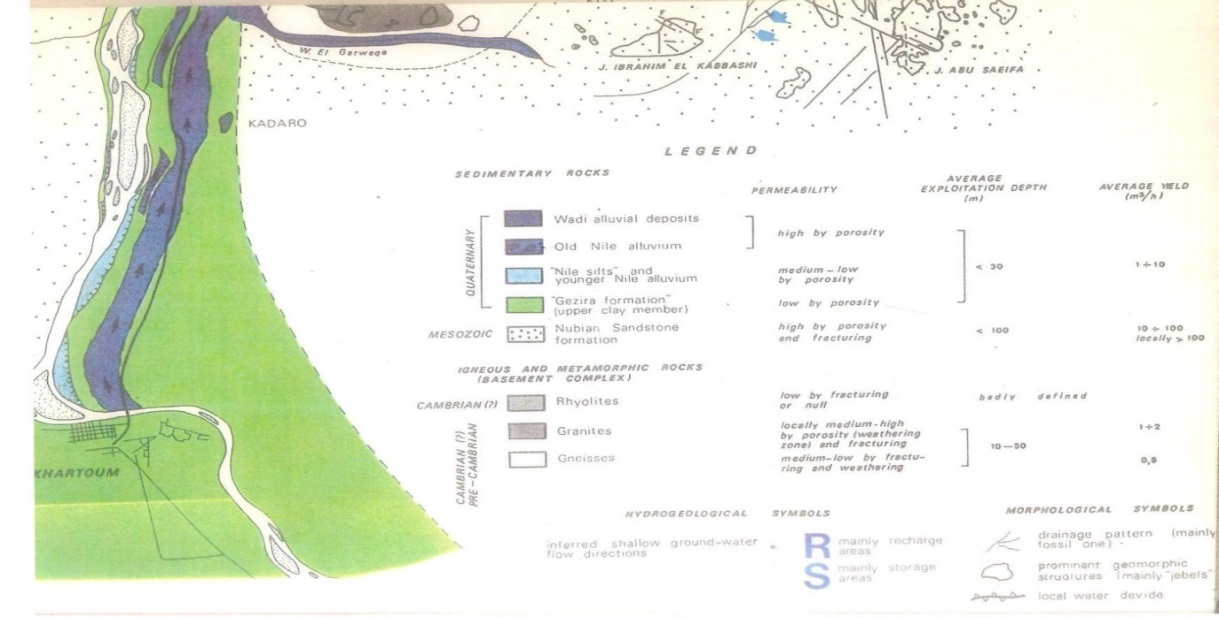 W. El Garwaqa
J. IBRAHIM EL KABBASHI
J. ABU SAEIFA
KADARO
LEGEND
SEDIMENTARY ROCKS
PERMEABILITY
AVERAGE
EXPLOITATION DEPTH
(m)
AVERAGE YIELD
(m³/h)
QUATERNARY
Wadi alluvial deposits
Old Nile alluvium
high by porosity
"Nile silts" and
younger Nile alluvium
medium-low
by porosity
< 30
1÷10
"Gezira formation"
(upper clay member)
low by porosity
MESOZOIC
Nubian Sandstone
formation
high by porosity
and fracturing
< 100
10 ÷ 100
locally > 100
IGNEOUS AND METAMORPHIC ROCKS
(BASEMENT COMPLEX)
CAMBRIAN (?)
Rhyolites
low by fracturing
or null
badly defined
CAMBRIAN (?)
PRE-CAMBRIAN
Granites
locally medium-high
by porosity (weathering
zone) and fracturing
10—50
1÷2
Gneisses
medium-low by fractu-
ring and weathering
0,5
KHARTOUM
HYDROGEOLOGICAL SYMBOLS
inferred shallow ground-water
flow directions
R mainly recharge
areas
S mainly storage
areas
MORPHOLOGICAL SYMBOLS
drainage pattern (mainly
fossil one)
prominent geomorphic
structures (mainly "jebels"
local water devide